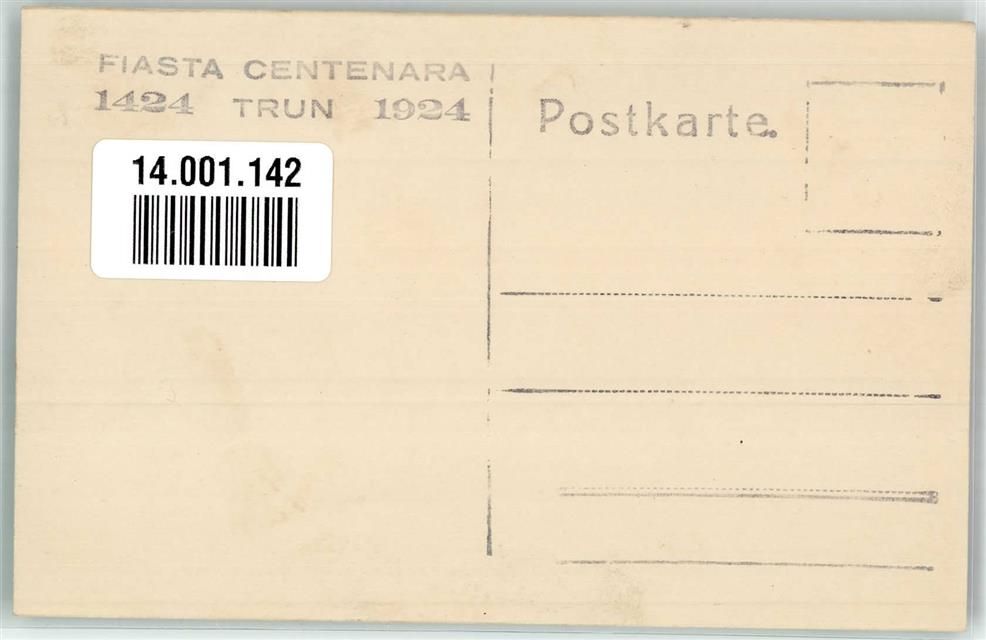 FIASTA CENTENARA
1424 TRUN 1924
Postkarte.
14.001.142